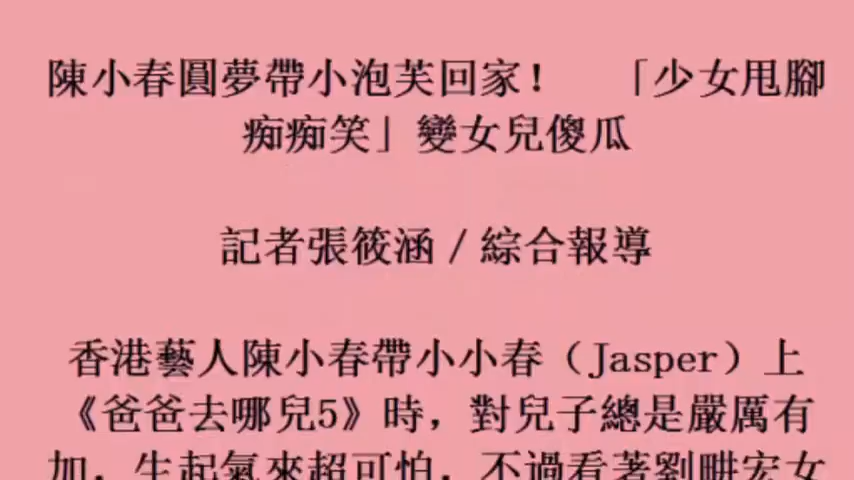 陳小春圓夢帶小泡芙回家！ 「少女甩腳
痴痴笑」變女兒傻瓜
記者張筱涵／綜合報導
香港藝人陳小春帶小小春（Jasper）上
《爸爸去哪兒5》時，對兒子總是嚴厲有
加，生起氣來超可怕，不過看著劉畊宏女